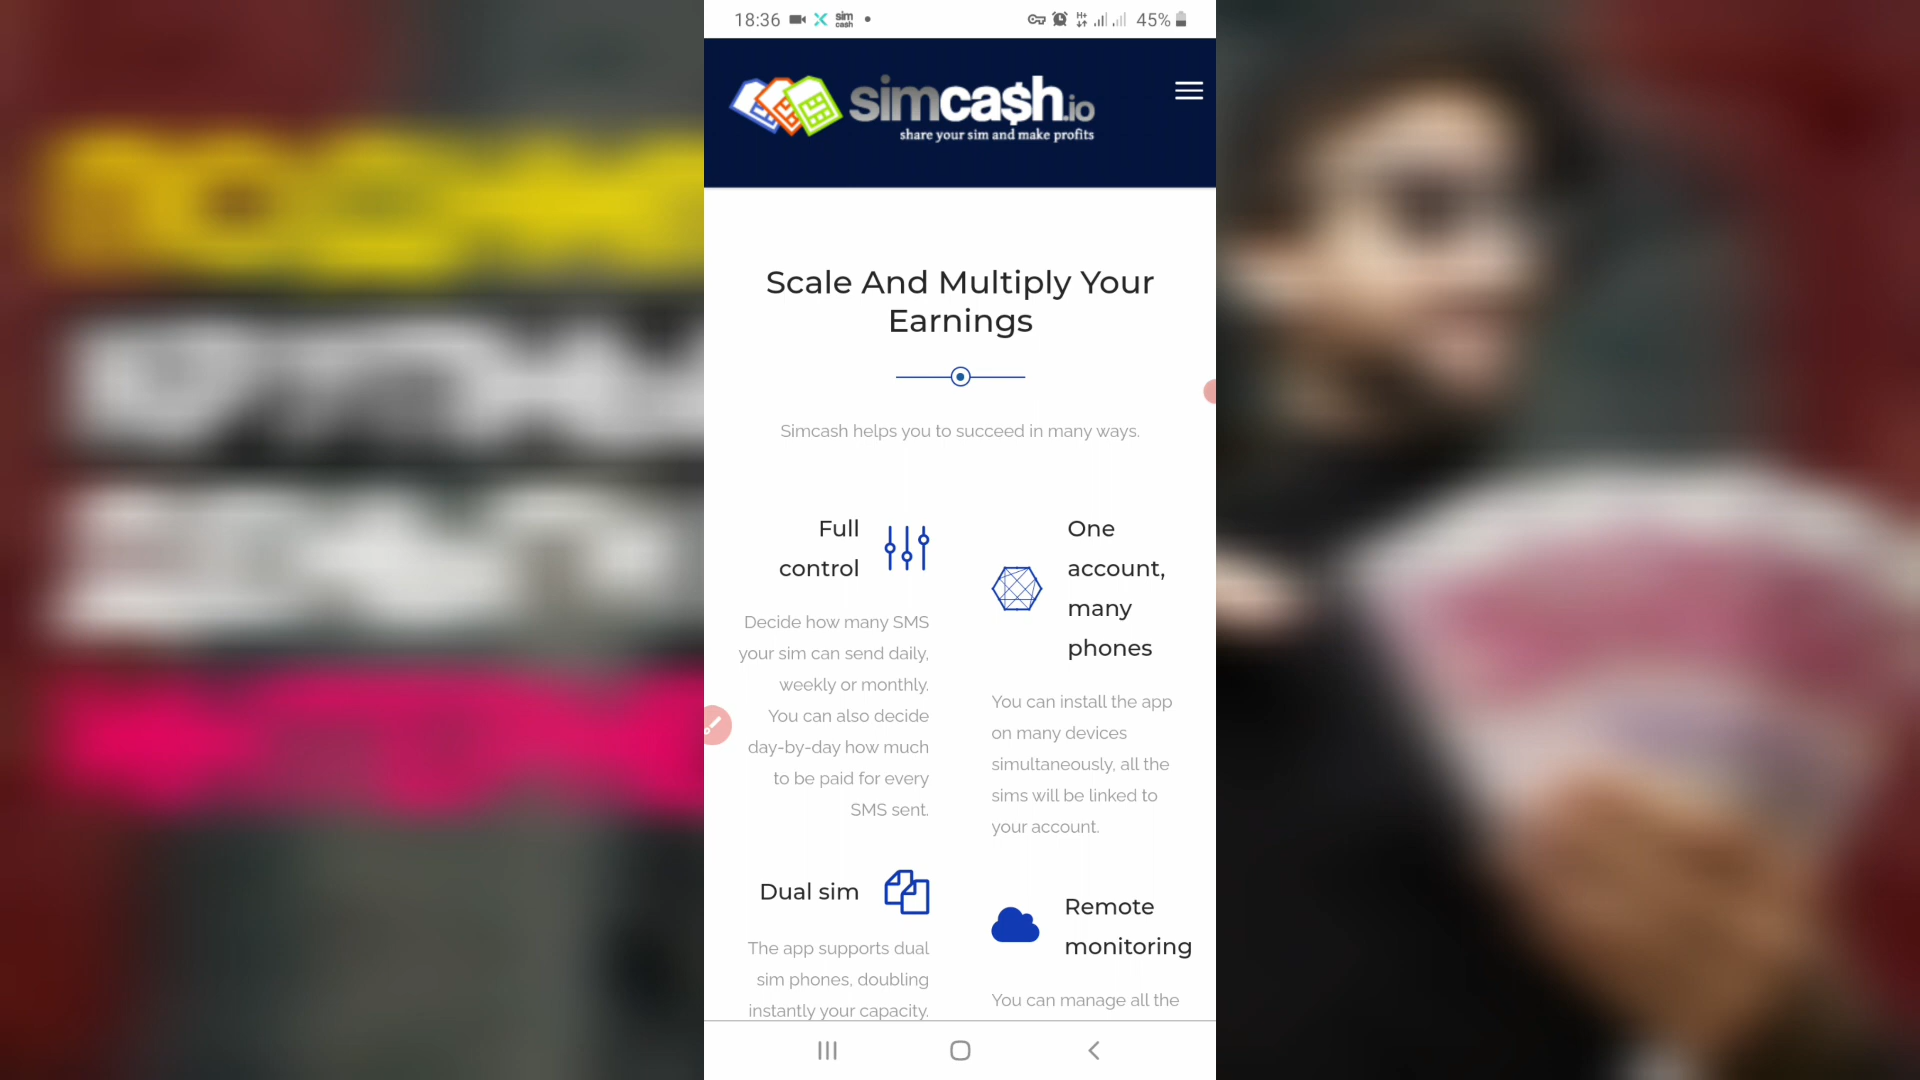 18:36
sim
cash
45%
simca$h.io
share your sim and make profits
Scale And Multiply Your
Earnings
Simcash helps you to succeed in many ways.
Full
control
Decide how many SMS
your sim can send daily,
weekly or monthly.
You can also decide
day-by-day how much
to be paid for every
SMS sent.
One
account,
many
phones
You can install the app
on many devices
simultaneously, all the
sims will be linked to
your account.
Dual sim
The app supports dual
sim phones, doubling
instantly your capacity.
Remote
monitoring
You can manage all the